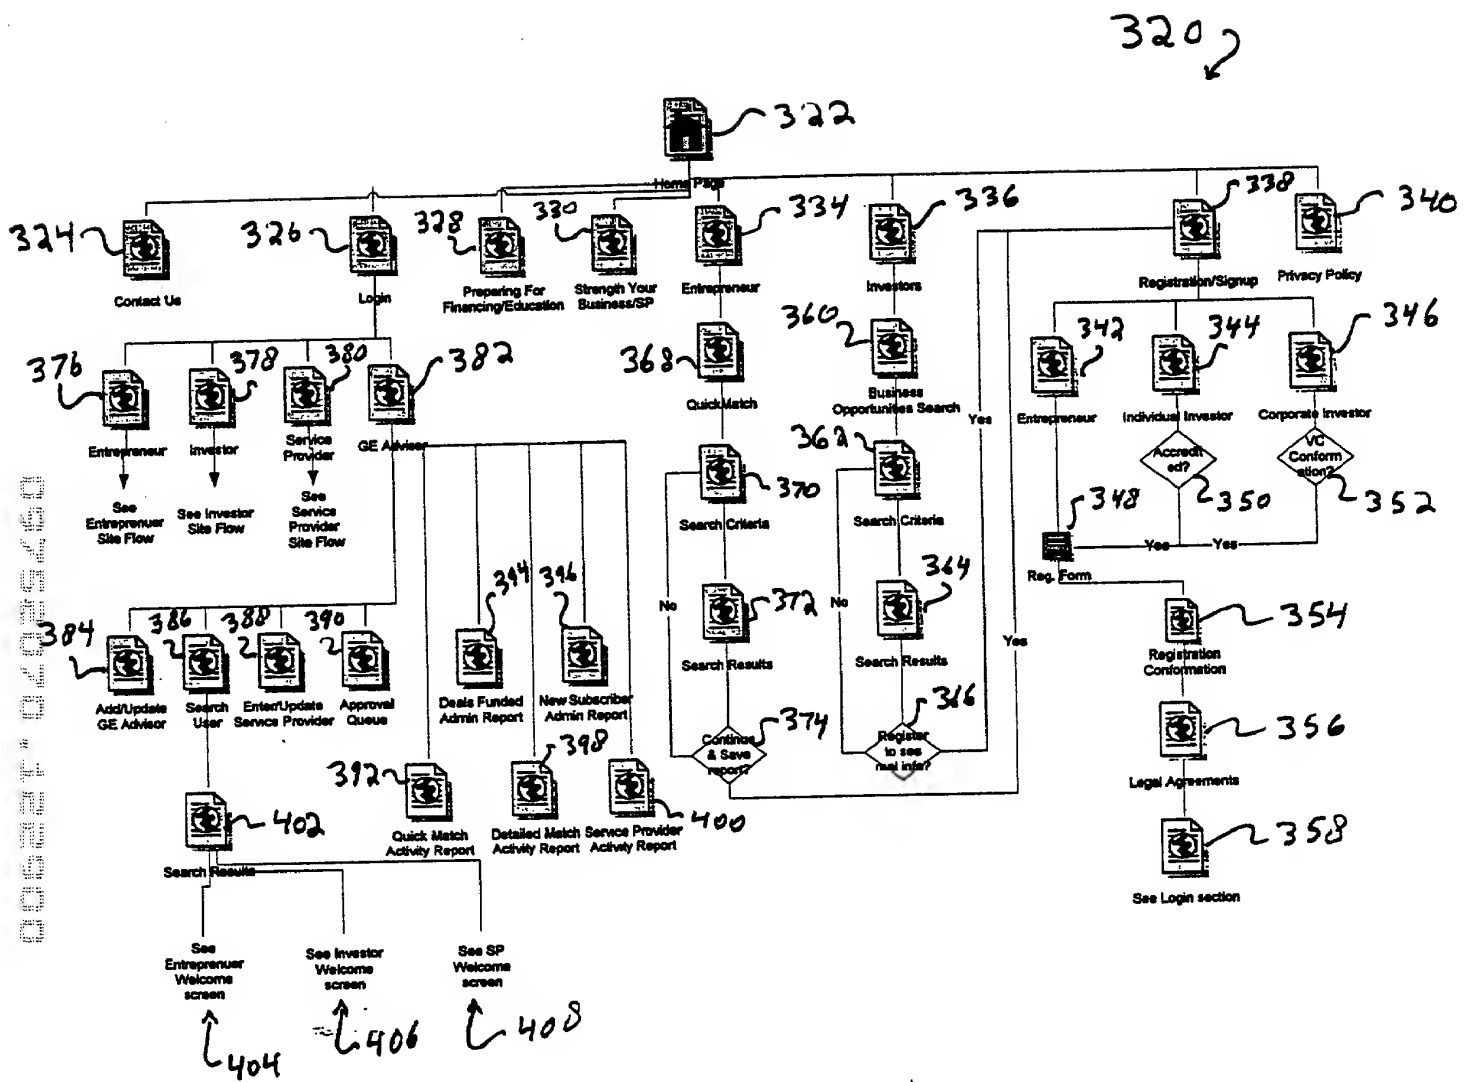 320
322
Home Page
324
326
328
330
334
336
338
340
Contact Us
Login
Preparing For
Financing/Education
Strength Your
Business/SP
Entrepreneur
Investors
Registration/Signup
Privacy Policy
376
378
380
382
368
360
342
344
346
Entrepreneur
Investor
Service
Provider
GE Advisor
QuickMatch
Business
Opportunities Search
Yes
Entrepreneur
Individual Investor
Corporate Investor
See
Entreprenuer
Site Flow
See Investor
Site Flow
See
Service
Provider
Site Flow
370
Search Criteria
362
Search Criteria
Accredit
ed?
350
VC
Conform
ation?
352
348
Reg. Form
Yes
Yes
384
386
388
390
394
396
No
372
Search Results
No
364
Search Results
Yes
354
Registration
Conformation
Add/Update
GE Advisor
Search
User
Enter/Update
Service Provider
Approval
Queue
Deals Funded
Admin Report
New Subscriber
Admin Report
374
Continue
& Save
report?
366
Register
to see
real info?
356
Legal Agreements
392
398
400
Quick Match
Activity Report
Detailed Match
Activity Report
Service Provider
Activity Report
402
Search Results
358
See Login section
See
Entreprenuer
Welcome
screen
See Investor
Welcome
screen
See SP
Welcome
screen
404
406
408